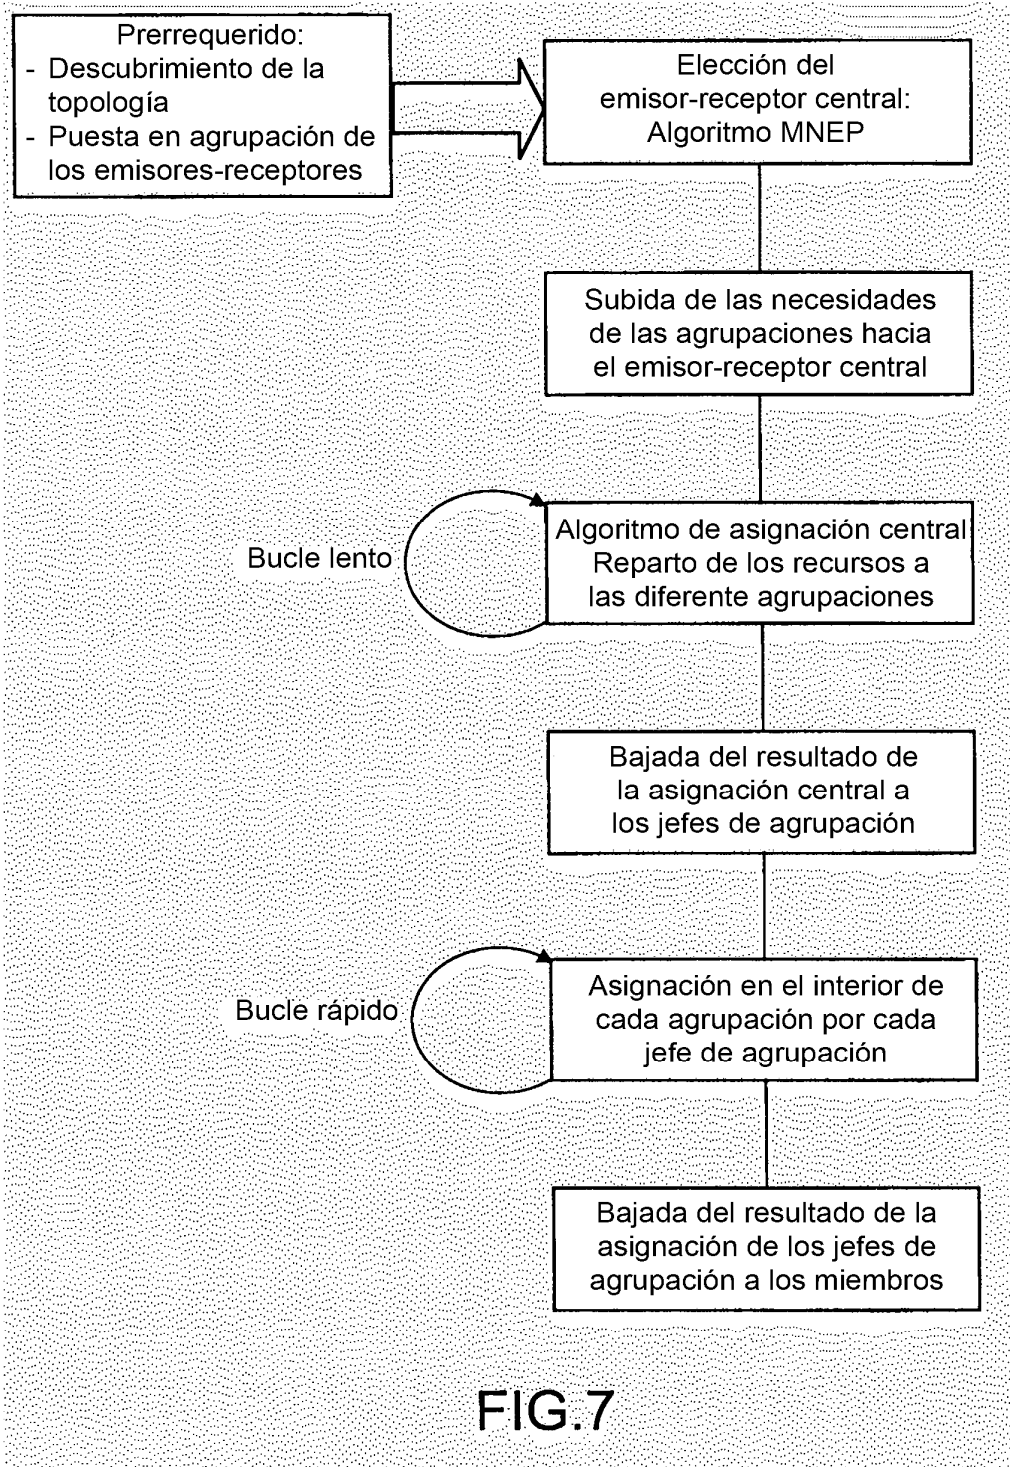 Prerrequerido:
- Descubrimiento de la
topología
- Puesta en agrupación de
los emisores-receptores
Elección del
emisor-receptor central:
Algoritmo MNEP
Subida de las necesidades
de las agrupaciones hacia
el emisor-receptor central
Bucle lento
Algoritmo de asignación central
Reparto de los recursos a
las diferente agrupaciones
Bajada del resultado de
la asignación central a
los jefes de agrupación
Bucle rápido
Asignación en el interior de
cada agrupación por cada
jefe de agrupación
Bajada del resultado de la
asignación de los jefes de
agrupación a los miembros
FIG.7